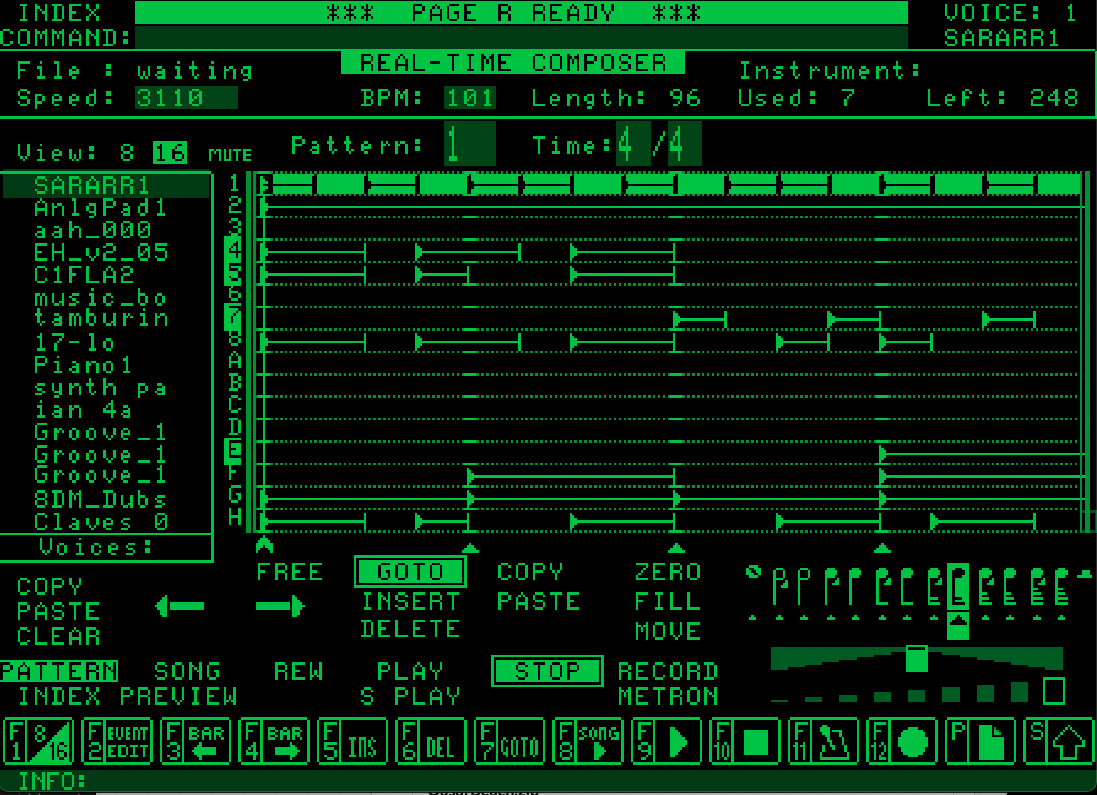 INDEX *** PAGE R READY *** VOICE: 1
COMMAND: SARARR1
REAL-TIME COMPOSER
File : waiting Instrument:
Speed: 3110 BPM: 101 Length: 96 Used: 7 Left: 248
View: 8 16 MUTE Pattern: 1 Time: 4 / 4
SARARR1 1
AnlgPad1 2
aah_000 3
EH_v2_05 4
C1FLA2 5
music_bo 6
tamburin 7
17-lo 8
Piano1 A
synth pa B
ian 4a C
Groove_1 D
Groove_1 E
Groove_1 F
8DM_Dubs G
Claves 0 H
Voices:
FREE GOTO COPY ZERO
COPY
PASTE INSERT PASTE FILL
CLEAR DELETE MOVE
PATTERN SONG REW PLAY STOP RECORD
INDEX PREVIEW S PLAY METRON
F1 8/16 F2 EVENT EDIT F3 BAR F4 BAR F5 INS F6 DEL F7 GOTO F8 SONG F9 F10 F11 F12 P S
INFO: